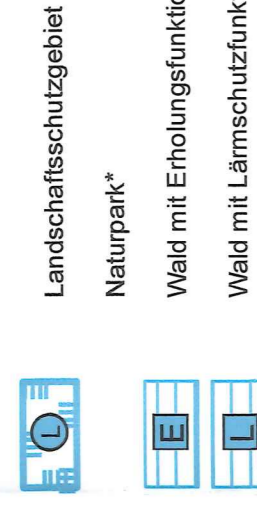 L Landschaftsschutzgebiet
Naturpark*
E Wald mit Erholungsfunktio
L Wald mit Lärmschutzfunk